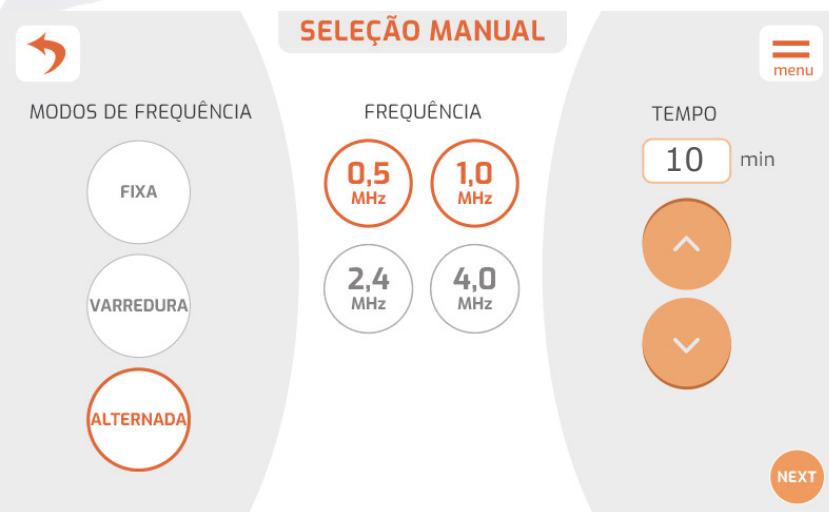 SELEÇÃO MANUAL
menu
MODOS DE FREQUÊNCIA
FIXA
VARREDURA
ALTERNADA
FREQUÊNCIA
0,5
MHz
1,0
MHz
2,4
MHz
4,0
MHz
TEMPO
10 min
NEXT